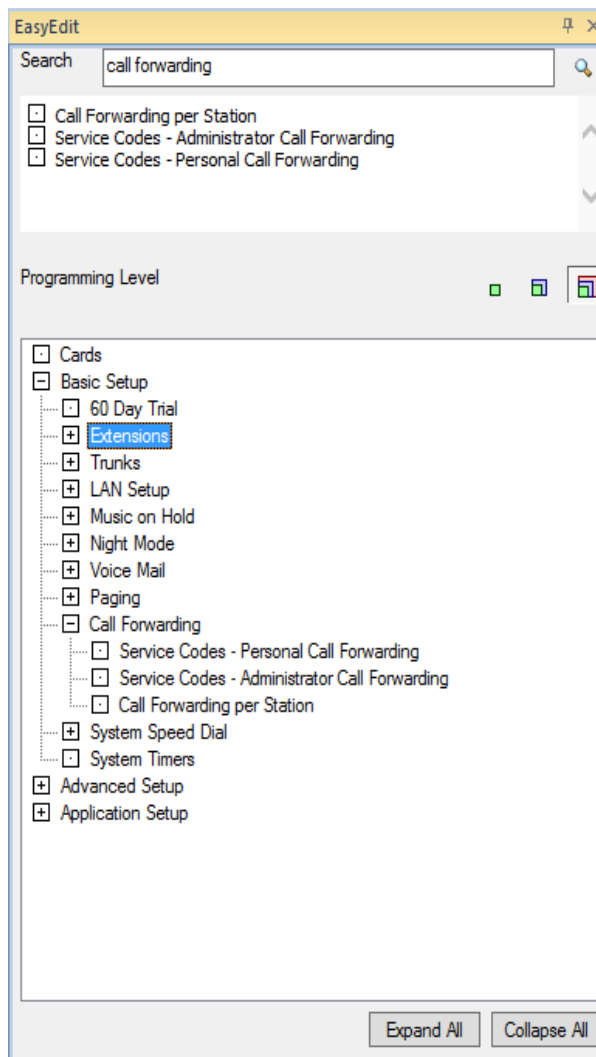 EasyEdit
Search
call forwarding
Call Forwarding per Station
Service Codes - Administrator Call Forwarding
Service Codes - Personal Call Forwarding
Programming Level
Cards
Basic Setup
60 Day Trial
Extensions
Trunks
LAN Setup
Music on Hold
Night Mode
Voice Mail
Paging
Call Forwarding
Service Codes - Personal Call Forwarding
Service Codes - Administrator Call Forwarding
Call Forwarding per Station
System Speed Dial
System Timers
Advanced Setup
Application Setup
Expand All
Collapse All